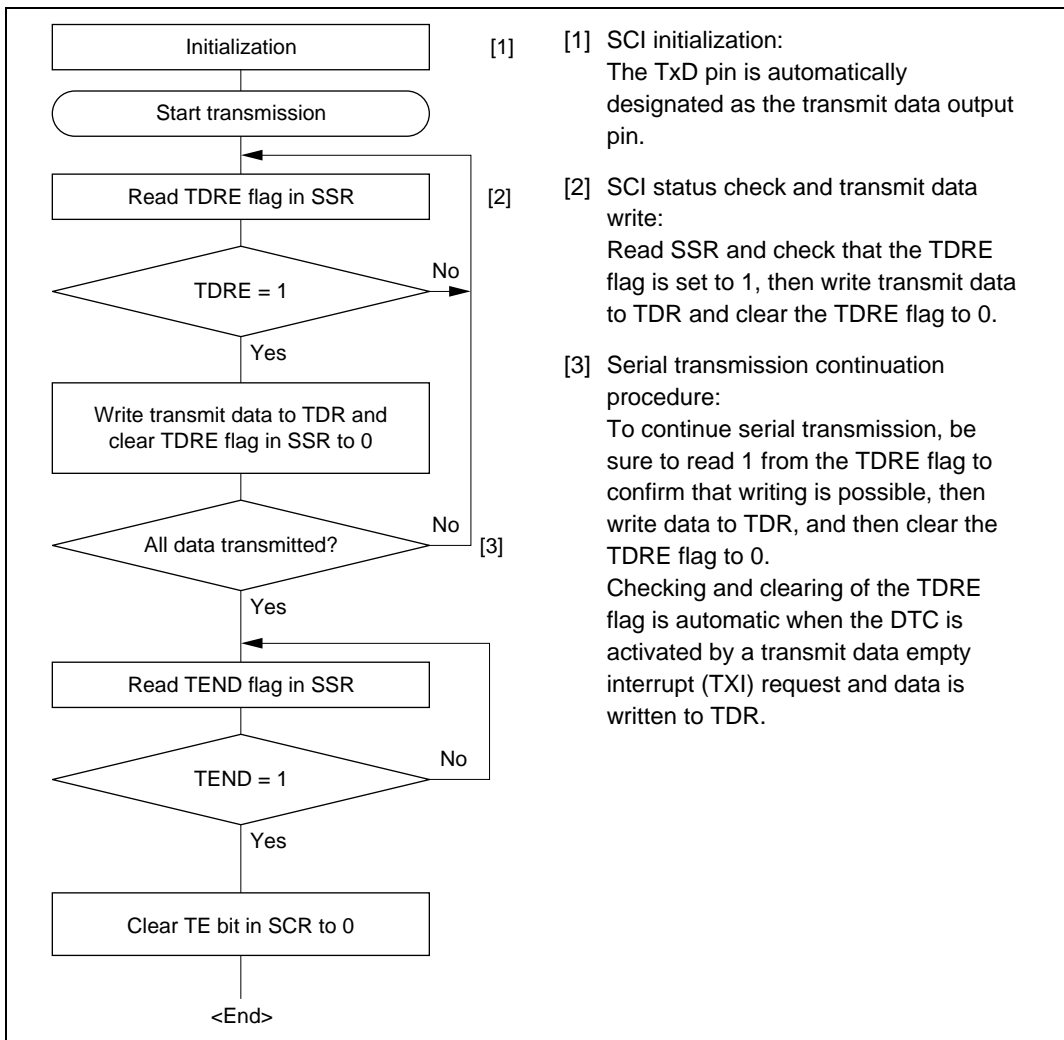 Initialization
[1]
Start transmission
Read TDRE flag in SSR
[2]
TDRE = 1
No
Yes
Write transmit data to TDR and
clear TDRE flag in SSR to 0
All data transmitted?
No
[3]
Yes
Read TEND flag in SSR
TEND = 1
No
Yes
Clear TE bit in SCR to 0
<End>
[1] SCI initialization:
The TxD pin is automatically
designated as the transmit data output
pin.
[2] SCI status check and transmit data
write:
Read SSR and check that the TDRE
flag is set to 1, then write transmit data
to TDR and clear the TDRE flag to 0.
[3] Serial transmission continuation
procedure:
To continue serial transmission, be
sure to read 1 from the TDRE flag to
confirm that writing is possible, then
write data to TDR, and then clear the
TDRE flag to 0.
Checking and clearing of the TDRE
flag is automatic when the DTC is
activated by a transmit data empty
interrupt (TXI) request and data is
written to TDR.